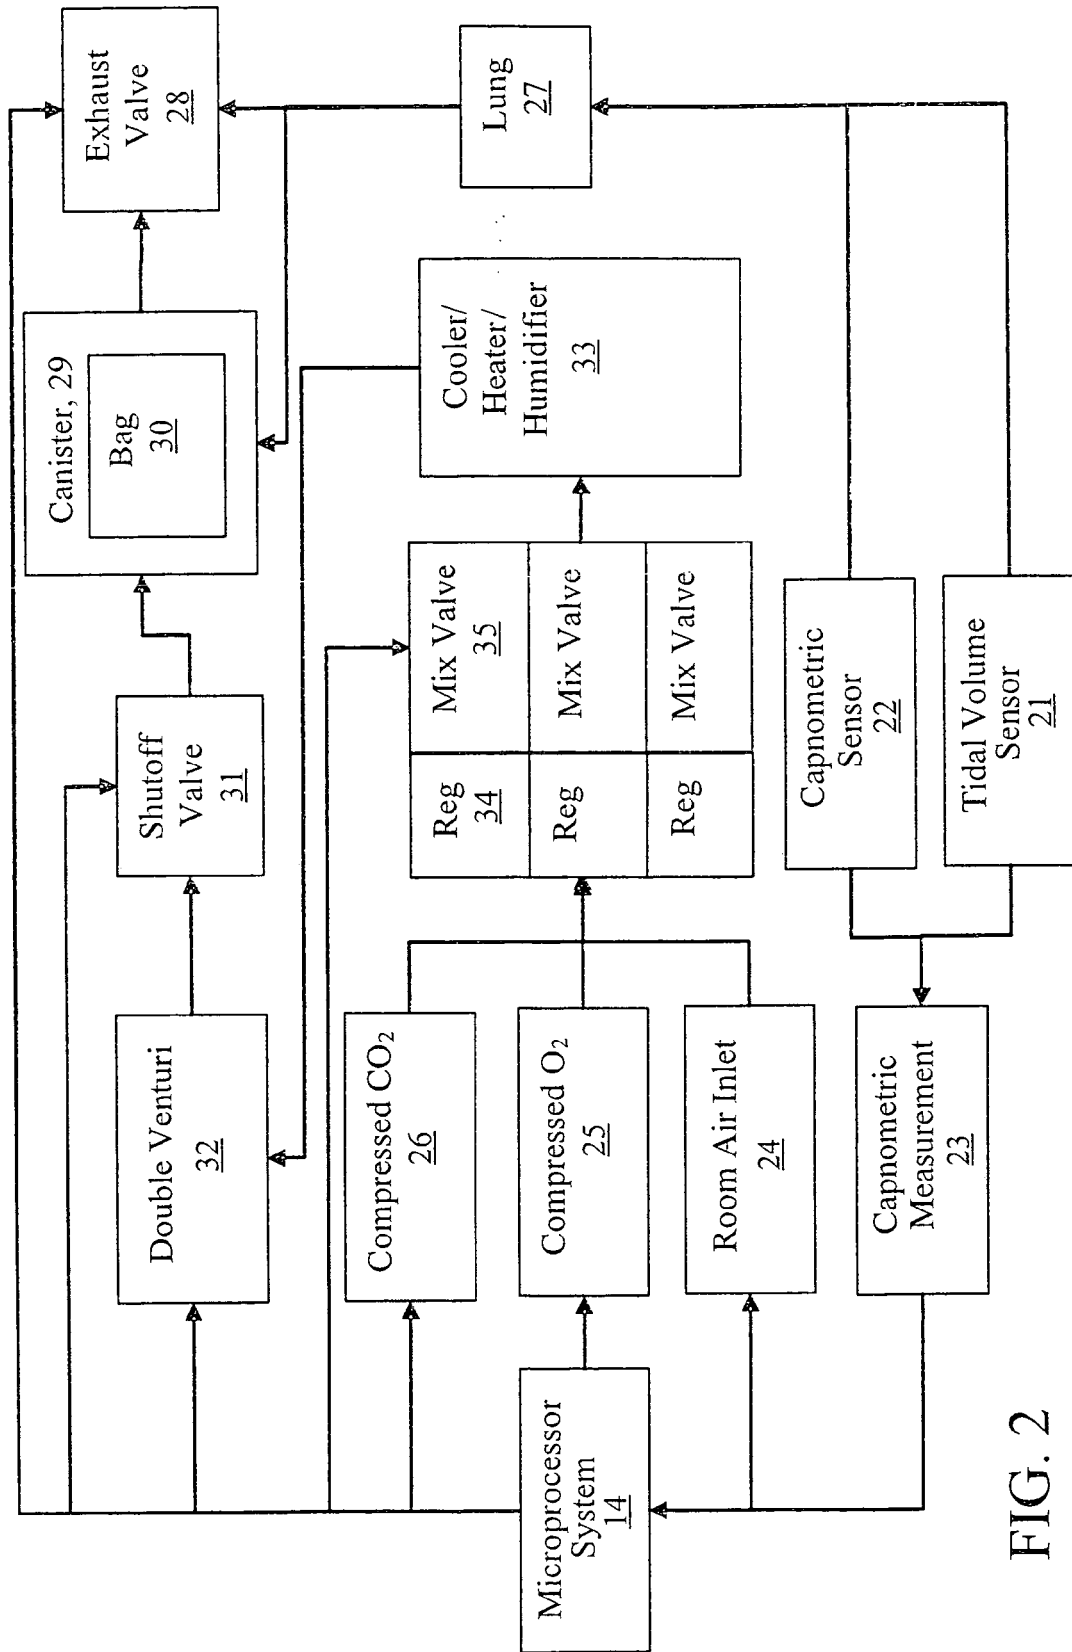 Exhaust
Valve
28
Canister, 29
Bag
30
Shutoff
Valve
31
Double Venturi
32
Lung
27
Cooler/
Heater/
Humidifier
33
Mix Valve
35
Mix Valve
Mix Valve
Reg
34
Reg
Reg
Compressed CO₂
26
Compressed O₂
25
Room Air Inlet
24
Microprocessor
System
14
Capnometric
Sensor
22
Tidal Volume
Sensor
21
Capnometric
Measurement
23
FIG. 2